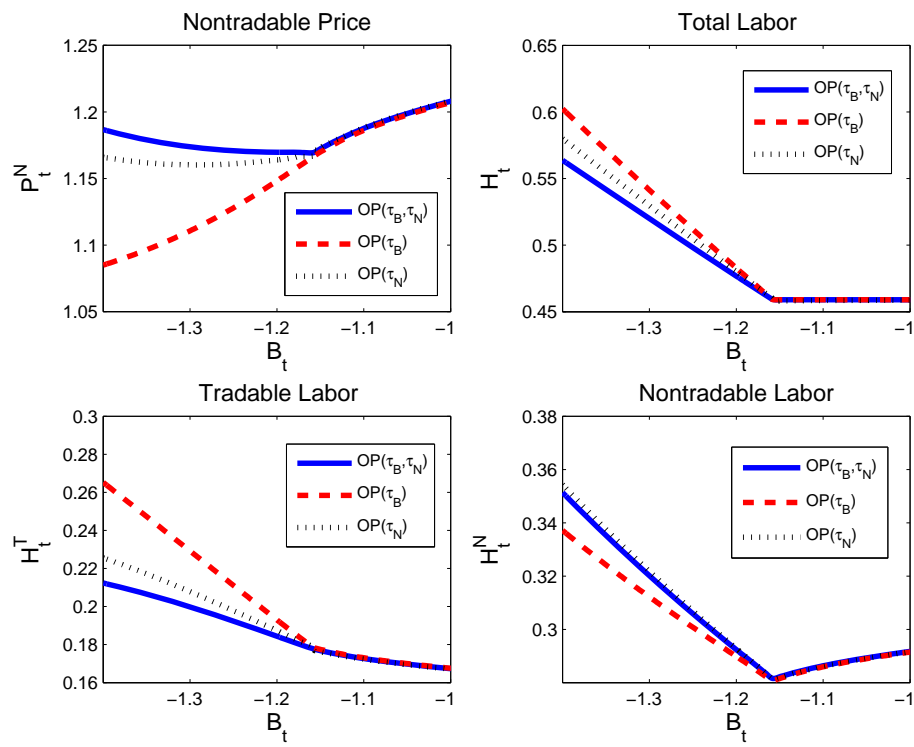 Nontradable Price
1.25
1.2
1.15
1.1
1.05
P_t^N
−1.3 −1.2 −1.1 −1
B_t
OP(τ_B,τ_N)
OP(τ_B)
OP(τ_N)
Total Labor
0.65
0.6
0.55
0.5
0.45
H_t
−1.3 −1.2 −1.1 −1
B_t
OP(τ_B,τ_N)
OP(τ_B)
OP(τ_N)
Tradable Labor
0.3
0.28
0.26
0.24
0.22
0.2
0.18
0.16
H_t^T
−1.3 −1.2 −1.1 −1
B_t
OP(τ_B,τ_N)
OP(τ_B)
OP(τ_N)
Nontradable Labor
0.38
0.36
0.34
0.32
0.3
H_t^N
−1.3 −1.2 −1.1 −1
B_t
OP(τ_B,τ_N)
OP(τ_B)
OP(τ_N)